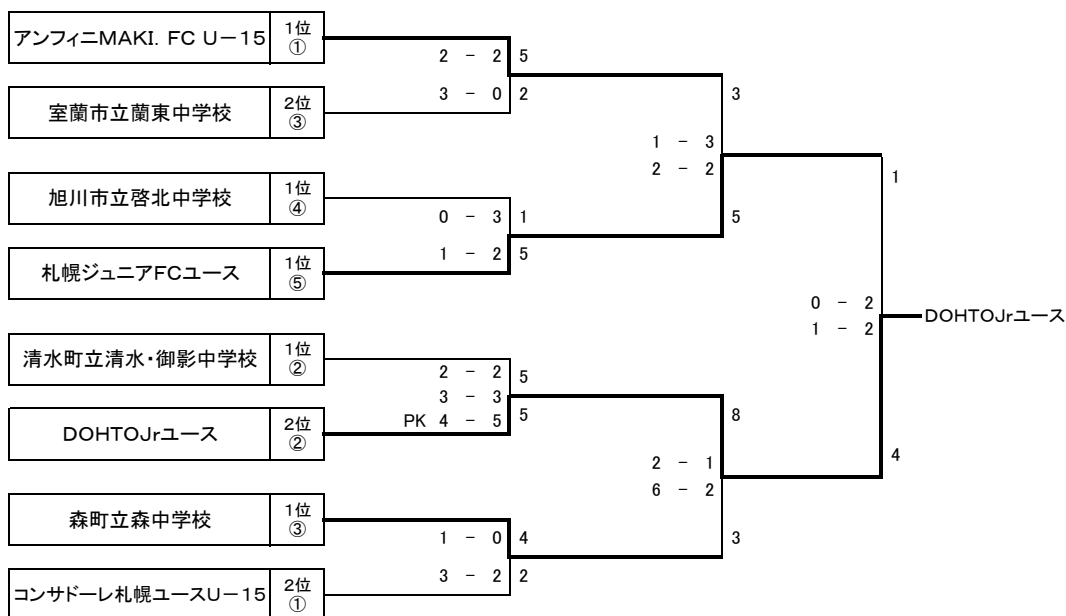 アンフィニMAKI. FC U-15
1位
①
2 - 2 5
3 - 0 2
室蘭市立蘭東中学校
2位
③
3
1 - 3
2 - 2
旭川市立啓北中学校
1位
④
1
0 - 3 1
5
1 - 2 5
札幌ジュニアFCユース
1位
⑤
0 - 2
1 - 2
DOHTOJrユース
清水町立清水・御影中学校
1位
②
2 - 2 5
3 - 3
PK 4 - 5 5
8
DOHTOJrユース
2位
②
4
2 - 1
6 - 2
森町立森中学校
1位
③
1 - 0 4
3
3 - 2 2
コンサドーレ札幌ユースU-15
2位
①